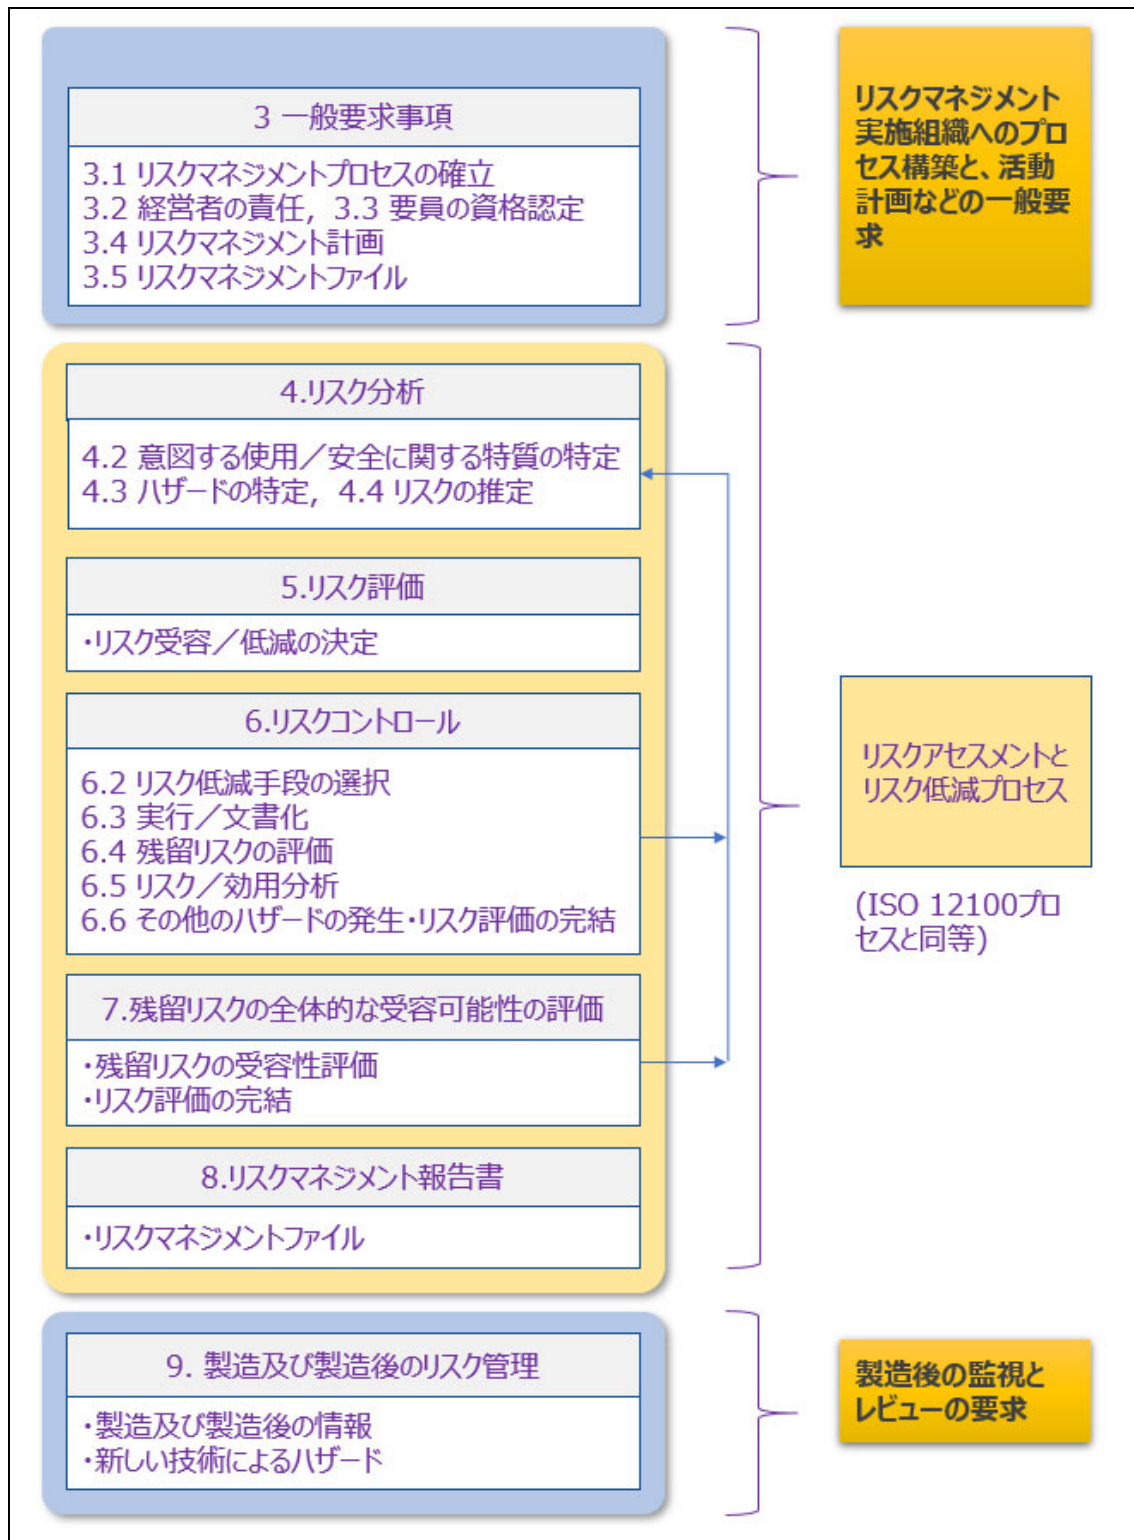 3 一般要求事項
3.1 リスクマネジメントプロセスの確立
3.2 経営者の責任, 3.3 要員の資格認定
3.4 リスクマネジメント計画
3.5 リスクマネジメントファイル
リスクマネジメント
実施組織へのプロ
セス構築と、活動
計画などの一般要
求
4.リスク分析
4.2 意図する使用／安全に関する特質の特定
4.3 ハザードの特定, 4.4 リスクの推定
5.リスク評価
・リスク受容／低減の決定
6.リスクコントロール
6.2 リスク低減手段の選択
6.3 実行／文書化
6.4 残留リスクの評価
6.5 リスク／効用分析
6.6 その他のハザードの発生・リスク評価の完結
7.残留リスクの全体的な受容可能性の評価
・残留リスクの受容性評価
・リスク評価の完結
8.リスクマネジメント報告書
・リスクマネジメントファイル
リスクアセスメントと
リスク低減プロセス
(ISO 12100プロ
セスと同等)
9. 製造及び製造後のリスク管理
・製造及び製造後の情報
・新しい技術によるハザード
製造後の監視と
レビューの要求